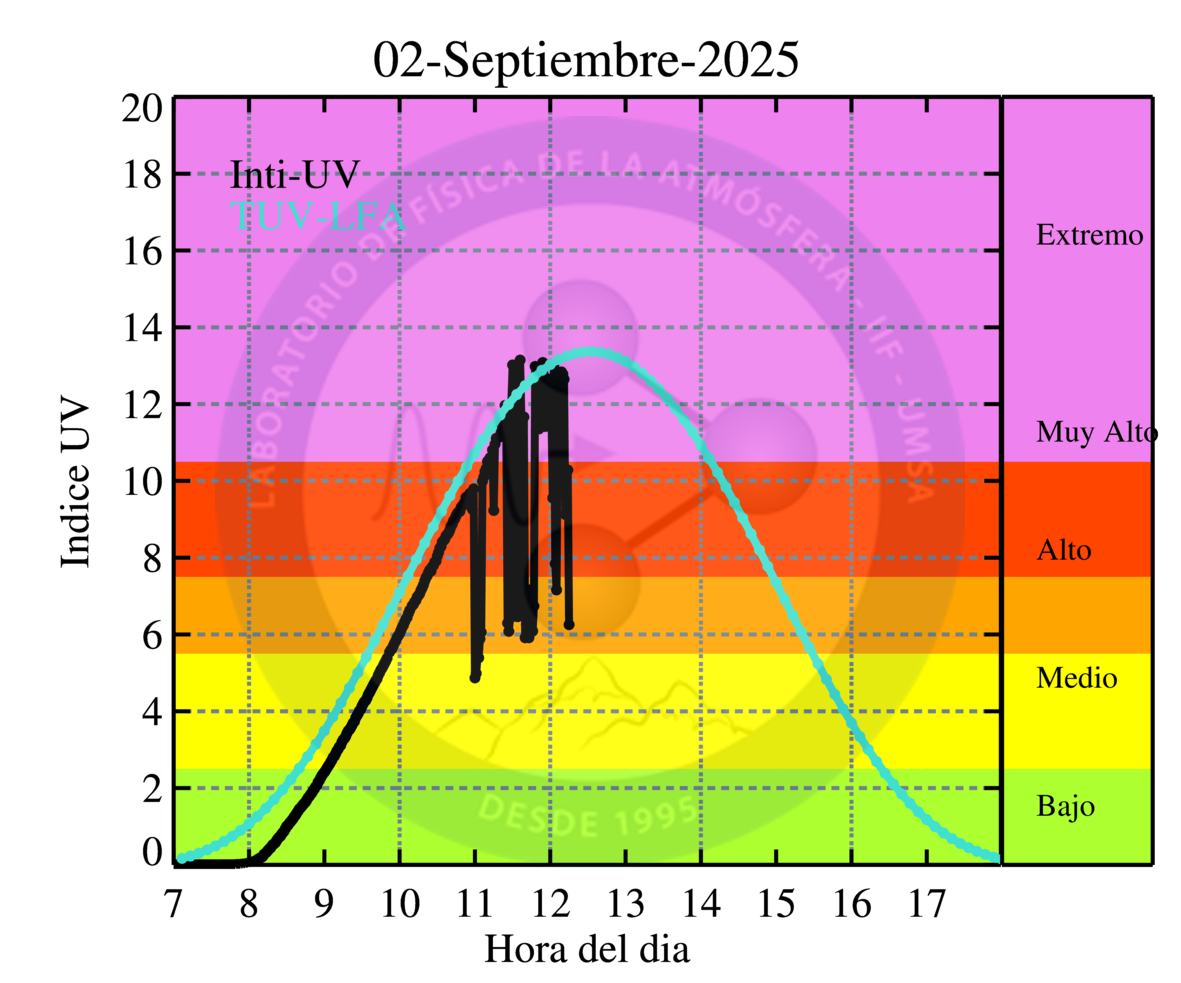 02-Septiembre-2025
20
18
16
14
12
10
8
6
4
2
0
Indice UV
Inti-UV
TUV-LFA
LABORATORIO DE FÍSICA DE LA ATMÓSFERA - IIF - UMSA
DESDE 1995
Extremo
Muy Alto
Alto
Medio
Bajo
7 8 9 10 11 12 13 14 15 16 17
Hora del dia